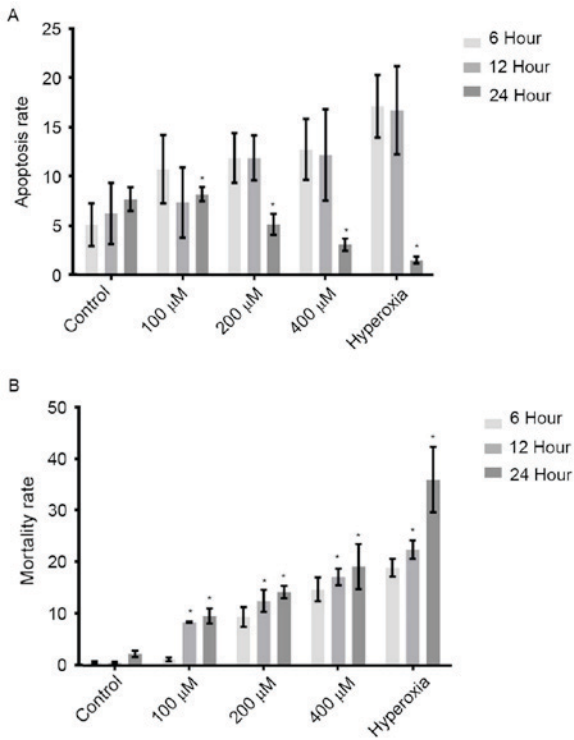 A
6 Hour
12 Hour
24 Hour
Apoptosis rate
25
20
15
10
5
0
*
*
*
*
Control
100 µM
200 µM
400 µM
Hyperoxia
B
6 Hour
12 Hour
24 Hour
Mortality rate
50
40
30
20
10
0
* *
* *
* *
* *
Control
100 µM
200 µM
400 µM
Hyperoxia